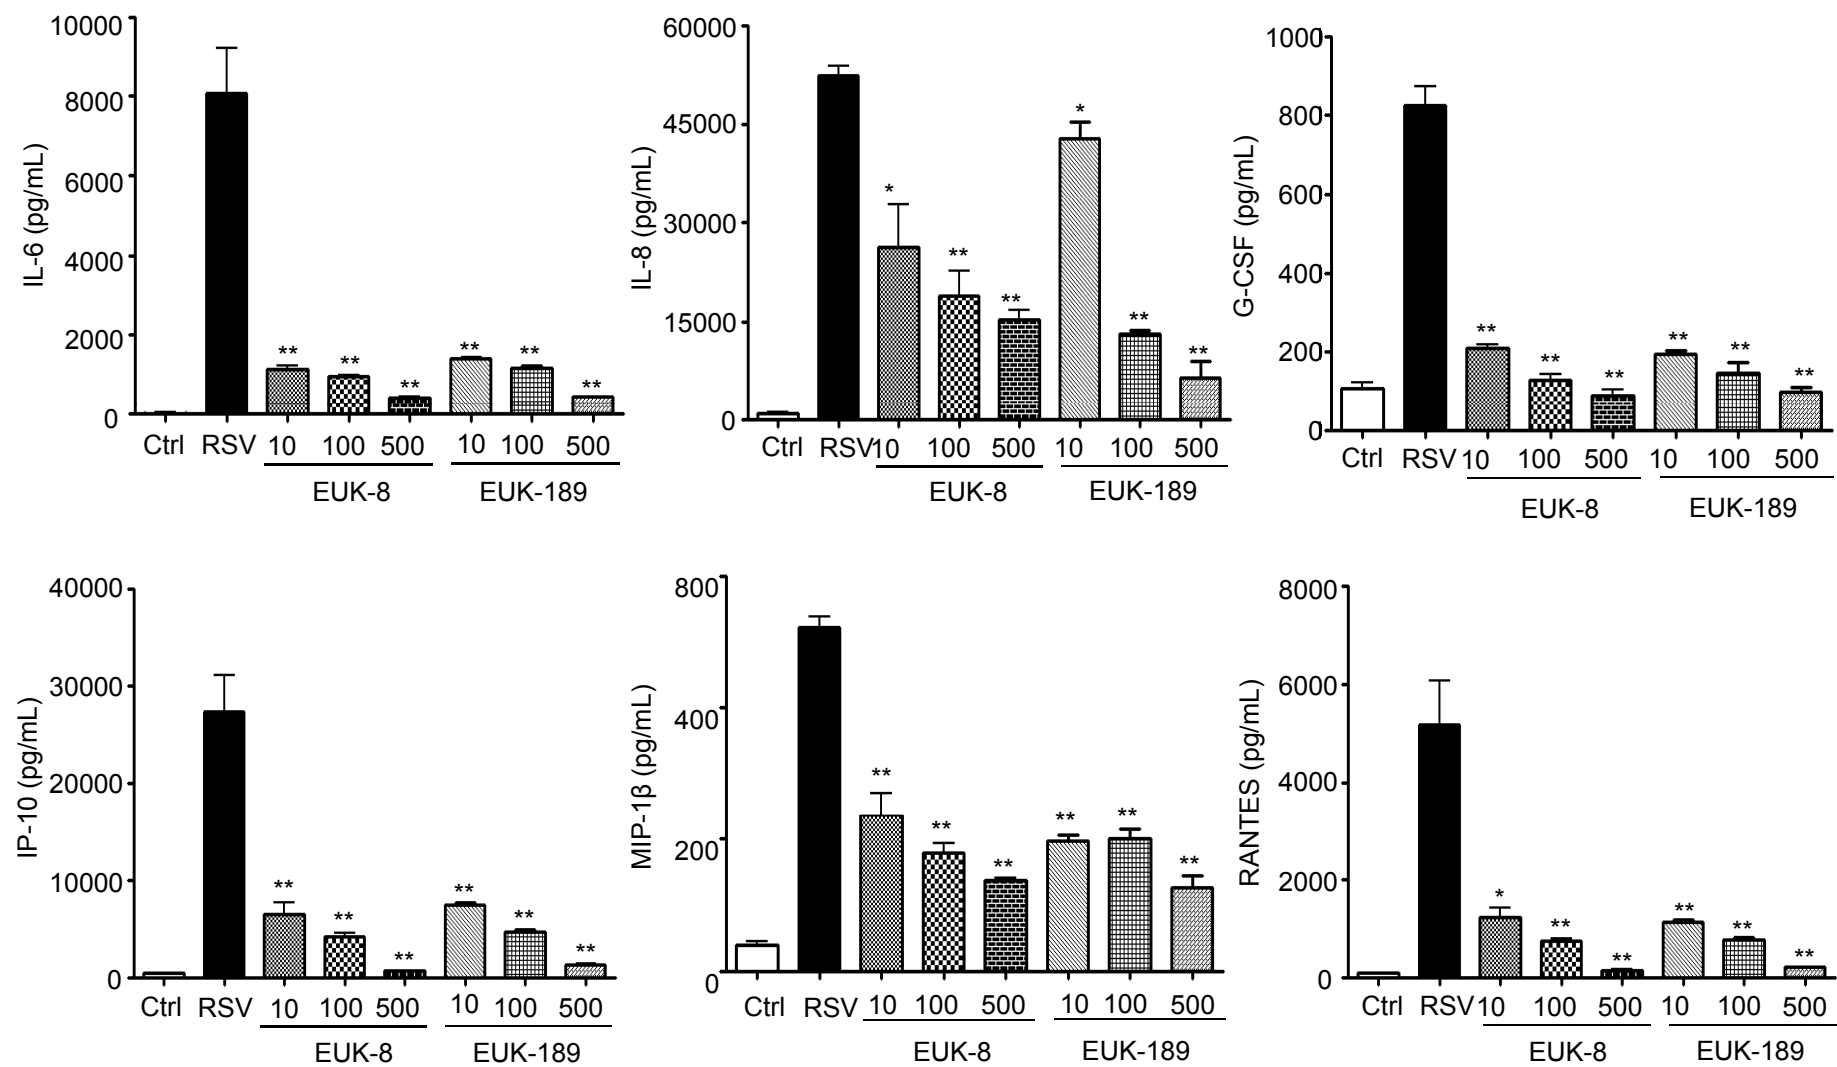 10000
8000
6000
4000
2000
0
IL-6 (pg/mL)
** ** ** ** ** **
Ctrl RSV 10 100 500 10 100 500
EUK-8 EUK-189
60000
45000
30000
15000
0
IL-8 (pg/mL)
* ** ** * ** **
Ctrl RSV 10 100 500 10 100 500
EUK-8 EUK-189
1000
800
600
400
200
0
G-CSF (pg/mL)
** ** ** ** ** **
Ctrl RSV 10 100 500 10 100 500
EUK-8 EUK-189
40000
30000
20000
10000
0
IP-10 (pg/mL)
** ** ** ** ** **
Ctrl RSV 10 100 500 10 100 500
EUK-8 EUK-189
800
400
200
0
MIP-1β (pg/mL)
** ** ** ** ** **
Ctrl RSV 10 100 500 10 100 500
EUK-8 EUK-189
8000
6000
4000
2000
0
RANTES (pg/mL)
* ** ** ** ** **
Ctrl RSV 10 100 500 10 100 500
EUK-8 EUK-189